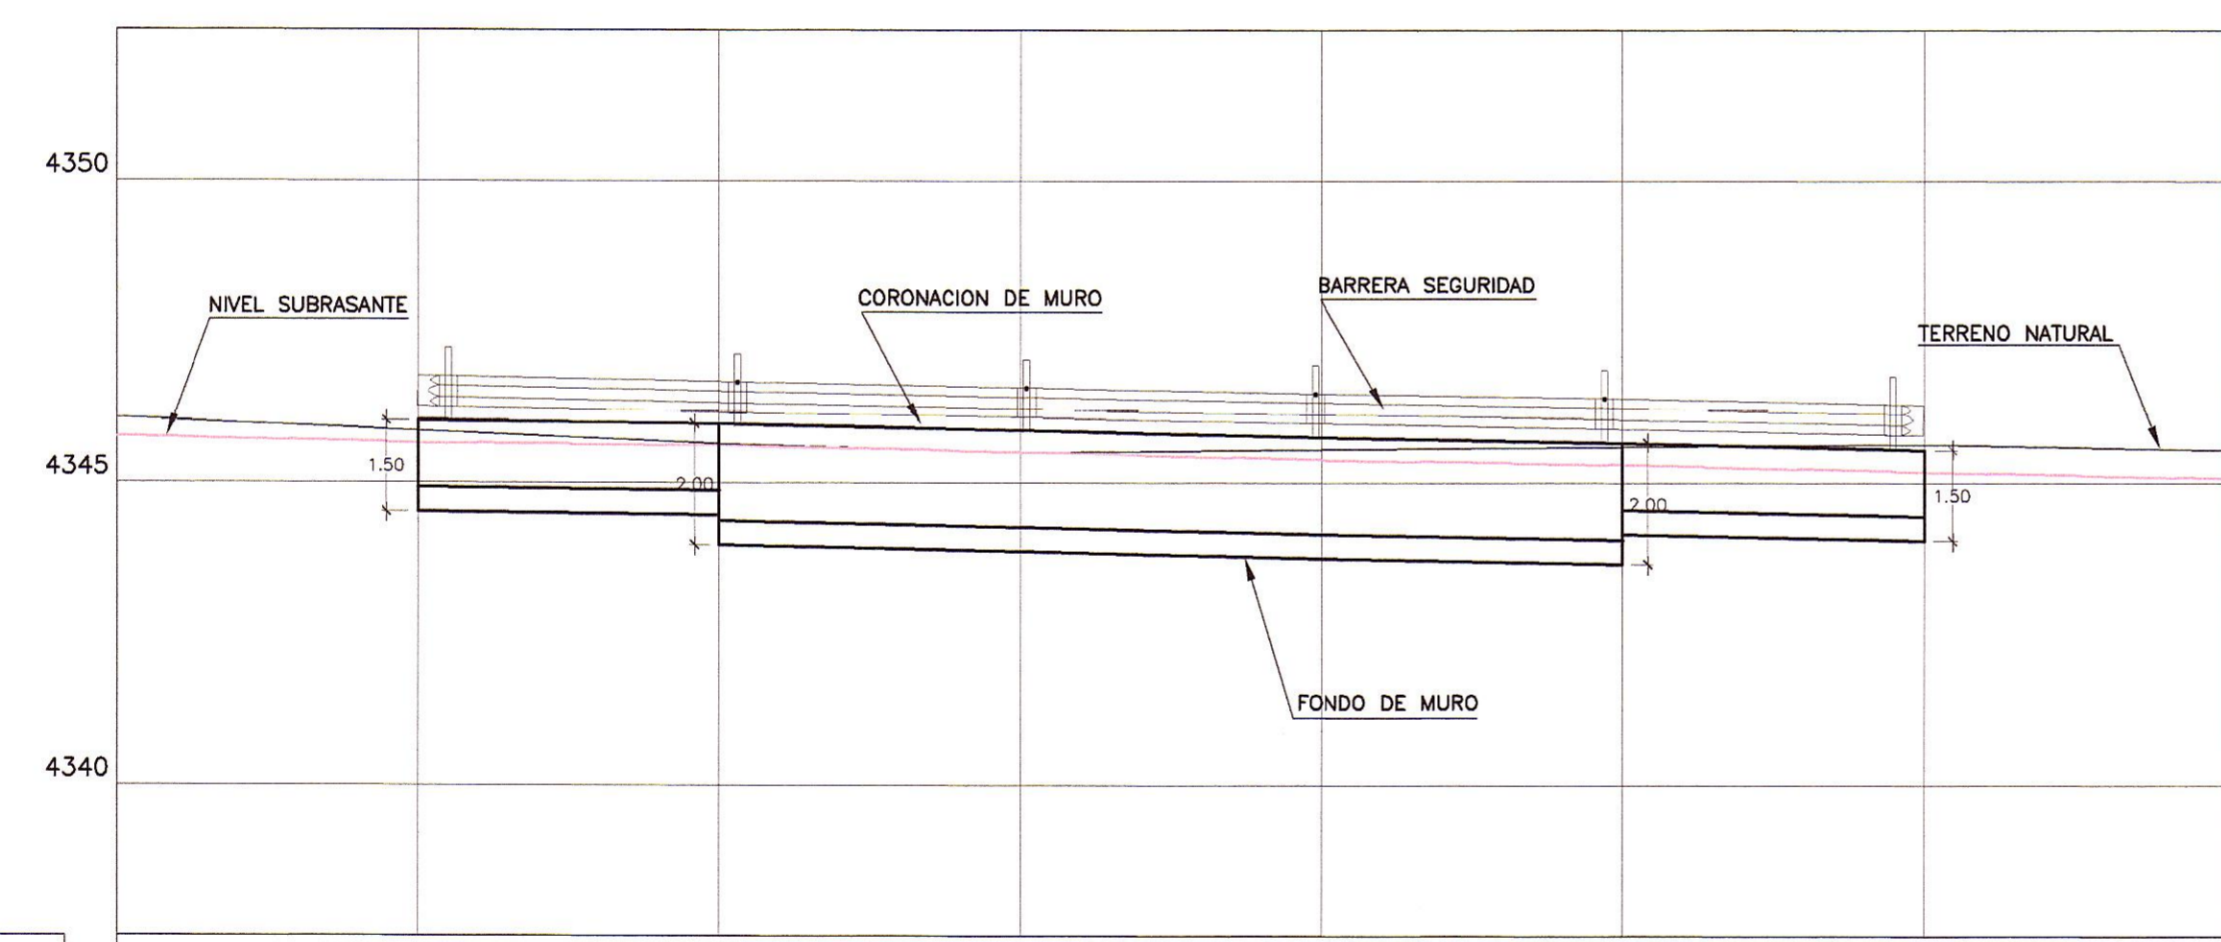 4350
BARRERA SEGURIDAD
CORONACION DE MURO
NIVEL SUBRASANTE
TERRENO NATURAL
4345
1.50
2.00
2.00
1.50
FONDO DE MURO
4340